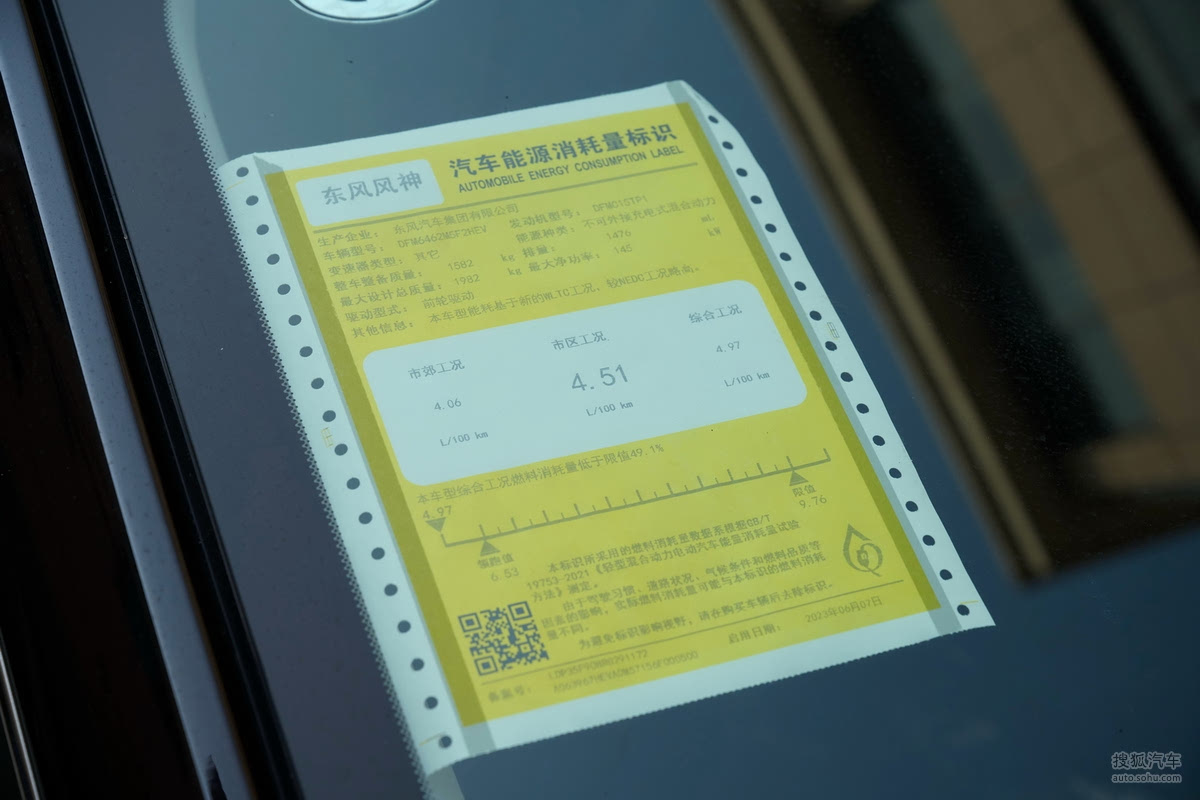 汽车能源消耗量标识
东风风神
AUTOMOBILE ENERGY CONSUMPTION LABEL
生产企业： 东风汽车集团有限公司
车辆型号： DFM6462M5F2HEV 发动机型号： DFMC15TP1
变速器类型：其它 能源种类：不可外接充电式混合动力
整车整备质量： 1582 kg 排量： 1476 mL
最大设计总质量：1982 kg 最大净功率： 145 kW
驱动型式： 前轮驱动
其他信息： 本车型能耗基于新的WLTC工况，较NEDC工况略高。
市郊工况 市区工况 综合工况
4.06 4.51 4.97
L/100 km L/100 km L/100 km
本车型综合工况燃料消耗量低于限值49.1%
4.97
领跑值
6.53
限值
9.76
本标识所采用的燃料消耗量数据系根据GB/T
19753-2021《轻型混合动力电动汽车能量消耗量试验
方法》测定。
由于驾驶习惯、道路状况、气候条件和燃料品质等
因素的影响，实际燃料消耗量可能与本标识的燃料消耗
量不同。
为避免标识影响视野，请在购买车辆后去除标识。
启用日期： 2023年06月07日
备案号：
搜狐汽车
auto.sohu.com